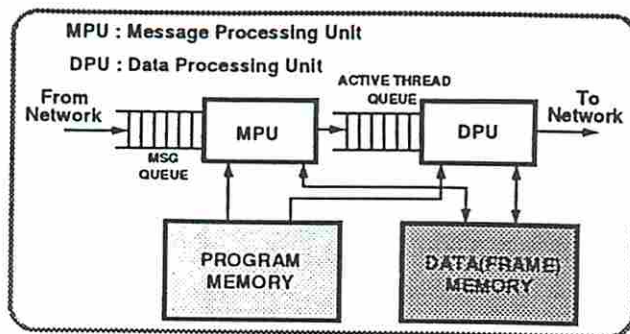 MPU : Message Processing Unit
DPU : Data Processing Unit
From
Network
MSG
QUEUE
MPU
ACTIVE THREAD
QUEUE
DPU
To
Network
PROGRAM
MEMORY
DATA(FRAME)
MEMORY